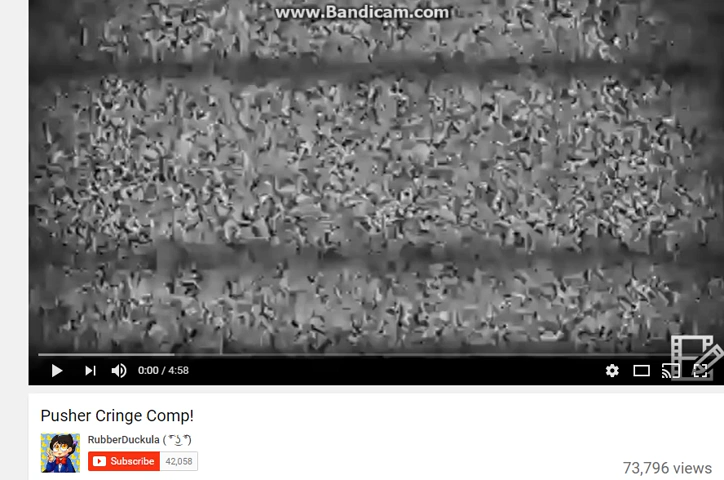 www.Bandicam.com
0:00 / 4:58
Pusher Cringe Comp!
RubberDuckula ( ͡° ͜ʖ ͡°)
Subscribe 42,058
73,796 views